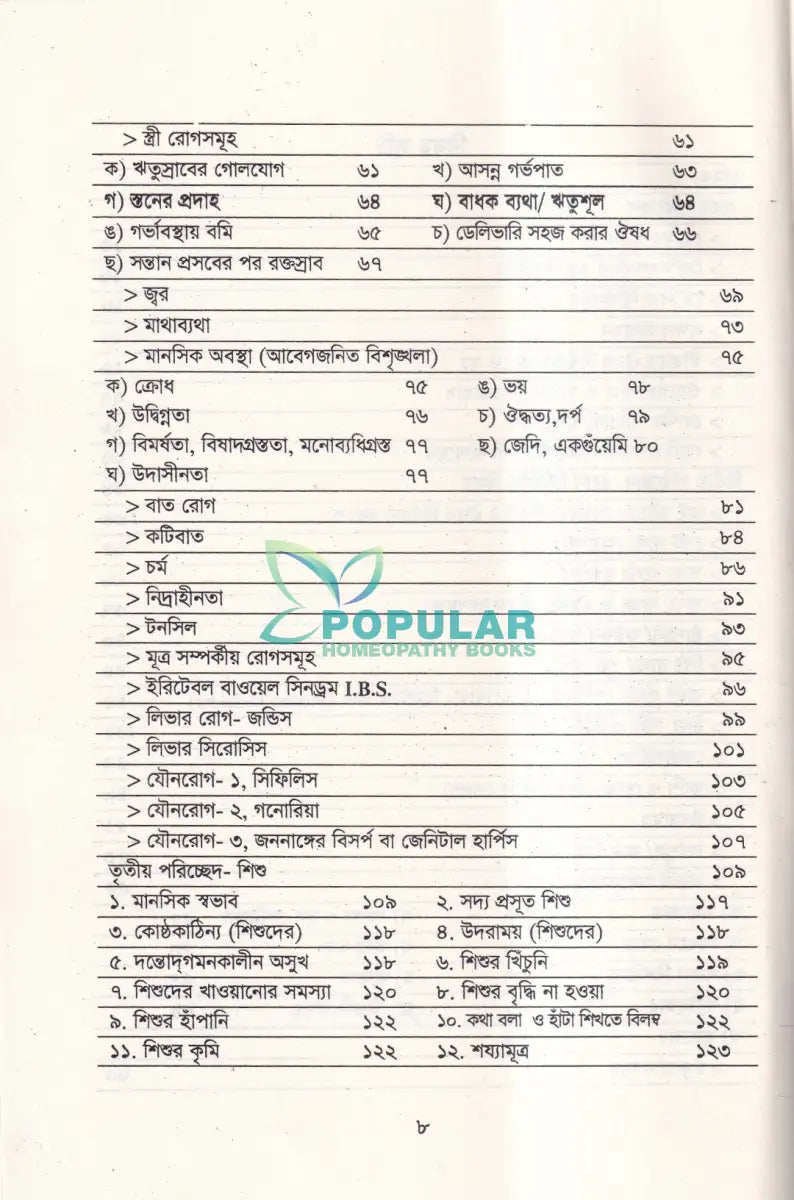 > স্ত্রী রোগসমূহ ৬১
ক) ঋতুস্রাবের গোলযোগ ৬১ খ) আসন্ন গর্ভপাত ৬৩
গ) স্তনের প্রদাহ ৬৪ ঘ) বাধক ব্যথা/ ঋতুশূল ৬৪
ঙ) গর্ভাবস্থায় বমি ৬৫ চ) ডেলিভারি সহজ করার ঔষধ ৬৬
ছ) সন্তান প্রসবের পর রক্তস্রাব ৬৭
> জ্বর ৬৯
> মাথাব্যথা ৭৩
> মানসিক অবস্থা (আবেগজনিত বিশৃঙ্খলা) ৭৫
ক) ক্রোধ ৭৫ ঙ) ভয় ৭৮
খ) উদ্বিগ্নতা ৭৬ চ) ঔদ্ধত্য,দর্প ৭৯
গ) বিমর্ষতা, বিষাদগ্রস্ততা, মনোব্যধিগ্রস্ত ৭৭ ছ) জেদি, একগুঁয়েমি ৮০
ঘ) উদাসীনতা ৭৭
> বাত রোগ ৮১
> কটিবাত ৮৪
> চর্ম ৮৬
> নিদ্রাহীনতা ৯১
> টনসিল ৯৩
POPULAR
HOMEOPATHY BOOKS
> মূত্র সম্পর্কীয় রোগসমূহ ৯৫
> ইরিটেবল বাওয়েল সিনড্রম I.B.S. ৯৬
> লিভার রোগ- জন্ডিস ৯৯
> লিভার সিরোসিস ১০১
> যৌনরোগ- ১, সিফিলিস ১০৩
> যৌনরোগ- ২, গনোরিয়া ১০৫
> যৌনরোগ- ৩, জননাঙ্গের বিসর্প বা জেনিটাল হার্পিস ১০৭
তৃতীয় পরিচ্ছেদ- শিশু ১০৯
১. মানসিক স্বভাব ১০৯ ২. সদ্য প্রসূত শিশু ১১৭
৩. কোষ্ঠকাঠিন্য (শিশুদের) ১১৮ ৪. উদরাময় (শিশুদের) ১১৮
৫. দন্তোদ্গমনকালীন অসুখ ১১৮ ৬. শিশুর খিঁচুনি ১১৯
৭. শিশুদের খাওয়ানোর সমস্যা ১২০ ৮. শিশুর বৃদ্ধি না হওয়া ১২০
৯. শিশুর হাঁপানি ১২২ ১০. কথা বলা ও হাঁটা শিখতে বিলম্ব ১২২
১১. শিশুর কৃমি ১২২ ১২. শয্যামূত্র ১২৩
৮